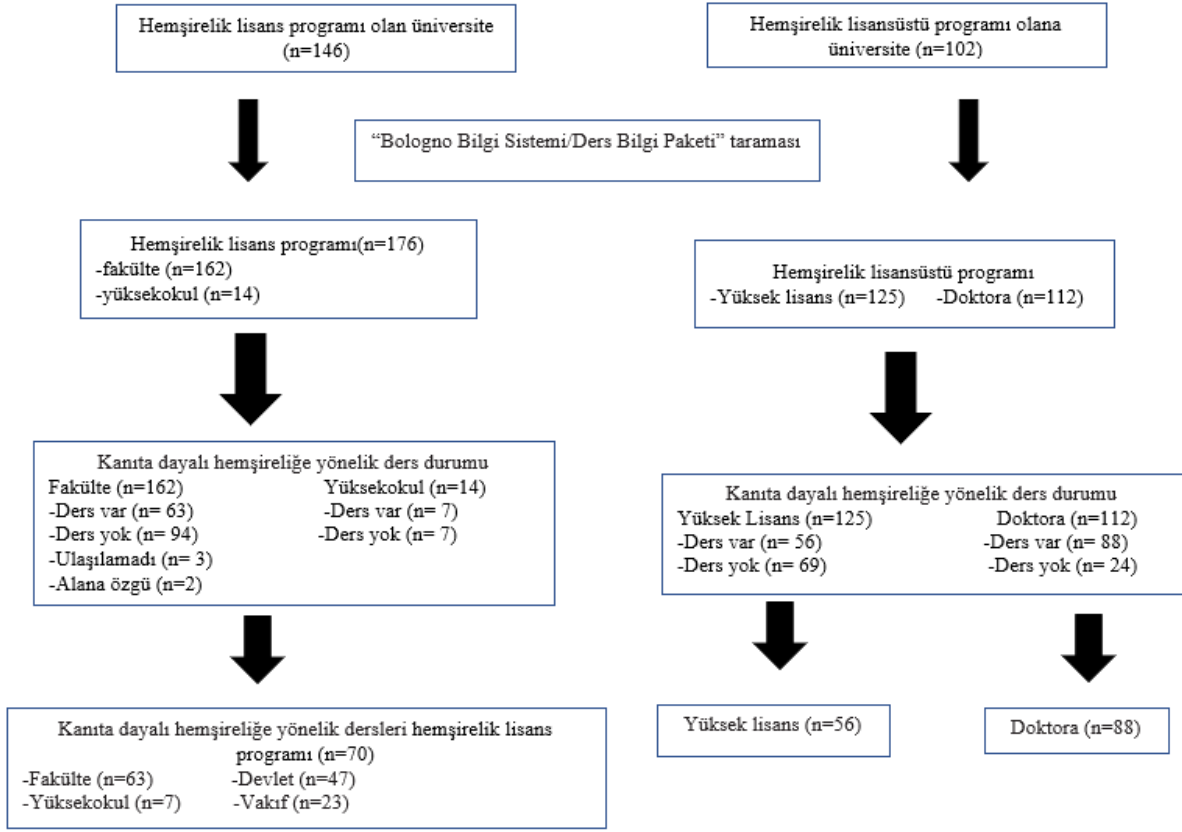 Hemşirelik lisans programı olan üniversite
(n=146)
Hemşirelik lisansüstü programı olana
üniversite (n=102)
“Bologno Bilgi Sistemi/Ders Bilgi Paketi” taraması
Hemşirelik lisans programı(n=176)
-fakülte (n=162)
-yüksekokul (n=14)
Hemşirelik lisansüstü programı
-Yüksek lisans (n=125) -Doktora (n=112)
Kanıta dayalı hemşireliğe yönelik ders durumu
Fakülte (n=162) Yüksekokul (n=14)
-Ders var (n= 63) -Ders var (n= 7)
-Ders yok (n= 94) -Ders yok (n= 7)
-Ulaşılamadı (n= 3)
-Alana özgü (n=2)
Kanıta dayalı hemşireliğe yönelik ders durumu
Yüksek Lisans (n=125) Doktora (n=112)
-Ders var (n= 56) -Ders var (n= 88)
-Ders yok (n= 69) -Ders yok (n= 24)
Kanıta dayalı hemşireliğe yönelik dersleri hemşirelik lisans
programı (n=70)
-Fakülte (n=63) -Devlet (n=47)
-Yüksekokul (n=7) -Vakıf (n=23)
Yüksek lisans (n=56)
Doktora (n=88)